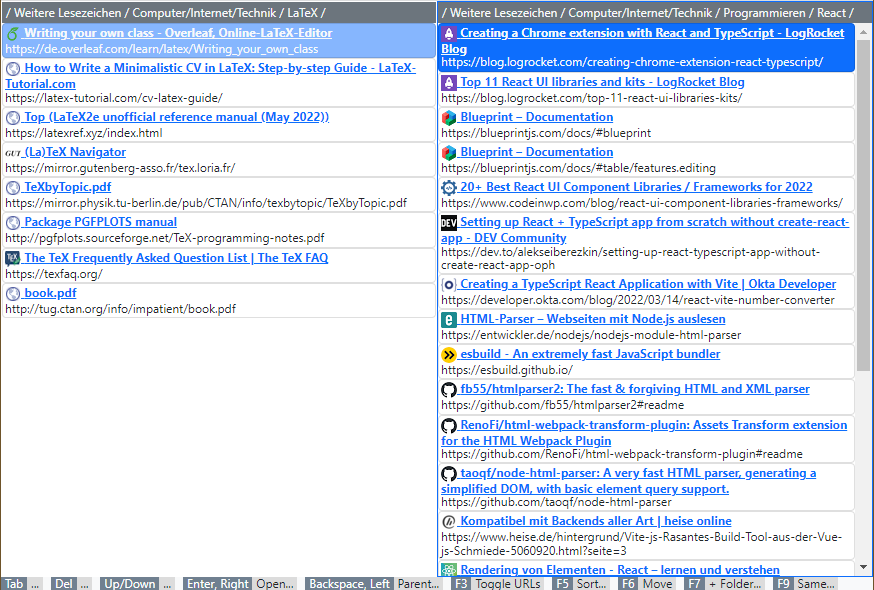 / Weitere Lesezeichen / Computer/Internet/Technik / LaTeX /
Writing your own class - Overleaf, Online-LaTeX-Editor
https://de.overleaf.com/learn/latex/Writing_your_own_class
How to Write a Minimalistic CV in LaTeX: Step-by-step Guide - LaTeX-
Tutorial.com
https://latex-tutorial.com/cv-latex-guide/
Top (LaTeX2e unofficial reference manual (May 2022))
https://latexref.xyz/index.html
GUT (La)TeX Navigator
https://mirror.gutenberg-asso.fr/tex.loria.fr/
TeXbyTopic.pdf
https://mirror.physik.tu-berlin.de/pub/CTAN/info/texbytopic/TeXbyTopic.pdf
Package PGFPLOTS manual
http://pgfplots.sourceforge.net/TeX-programming-notes.pdf
The TeX Frequently Asked Question List | The TeX FAQ
https://texfaq.org/
book.pdf
http://tug.ctan.org/info/impatient/book.pdf
/ Weitere Lesezeichen / Computer/Internet/Technik / Programmieren / React /
Creating a Chrome extension with React and TypeScript - LogRocket
Blog
https://blog.logrocket.com/creating-chrome-extension-react-typescript/
Top 11 React UI libraries and kits - LogRocket Blog
https://blog.logrocket.com/top-11-react-ui-libraries-kits/
Blueprint – Documentation
https://blueprintjs.com/docs/#blueprint
Blueprint – Documentation
https://blueprintjs.com/docs/#table/features.editing
20+ Best React UI Component Libraries / Frameworks for 2022
https://www.codeinwp.com/blog/react-ui-component-libraries-frameworks/
DEV Setting up React + TypeScript app from scratch without create-react-
app - DEV Community
https://dev.to/alekseiberezkin/setting-up-react-typescript-app-without-
create-react-app-oph
Creating a TypeScript React Application with Vite | Okta Developer
https://developer.okta.com/blog/2022/03/14/react-vite-number-converter
HTML-Parser – Webseiten mit Node.js auslesen
https://entwickler.de/nodejs/nodejs-module-html-parser
esbuild - An extremely fast JavaScript bundler
https://esbuild.github.io/
fb55/htmlparser2: The fast & forgiving HTML and XML parser
https://github.com/fb55/htmlparser2#readme
RenoFi/html-webpack-transform-plugin: Assets Transform extension
for the HTML Webpack Plugin
https://github.com/RenoFi/html-webpack-transform-plugin#readme
taoqf/node-html-parser: A very fast HTML parser, generating a
simplified DOM, with basic element query support.
https://github.com/taoqf/node-html-parser
Kompatibel mit Backends aller Art | heise online
https://www.heise.de/hintergrund/Vite-js-Rasantes-Build-Tool-aus-der-Vue-
js-Schmiede-5060920.html?seite=3
Rendering von Elementen - React – lernen und verstehen
Tab ... Del ... Up/Down ... Enter, Right Open... Backspace, Left Parent... F3 Toggle URLs F5 Sort... F6 Move F7 + Folder... F9 Same...